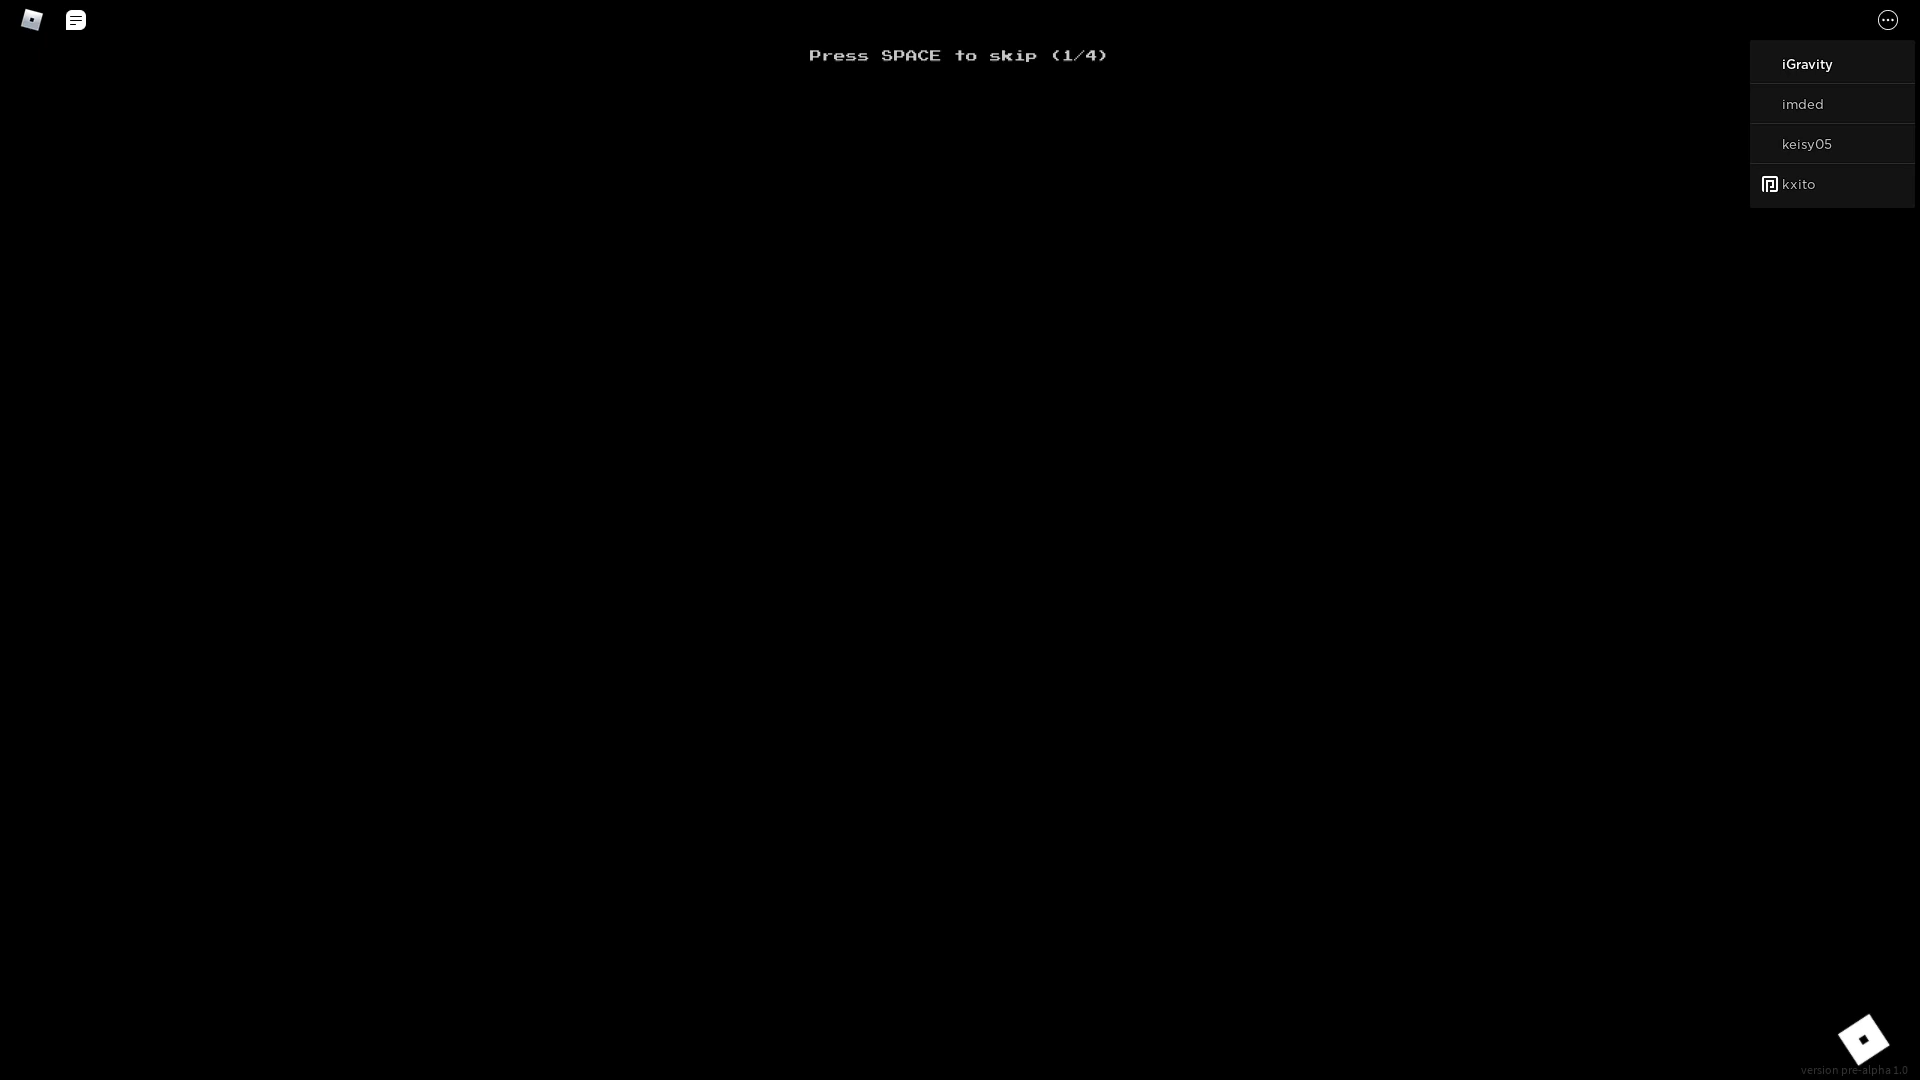 Press SPACE to skip (1/4)
iGravity
imded
keisy05
kxito
version pre-alpha 1.0